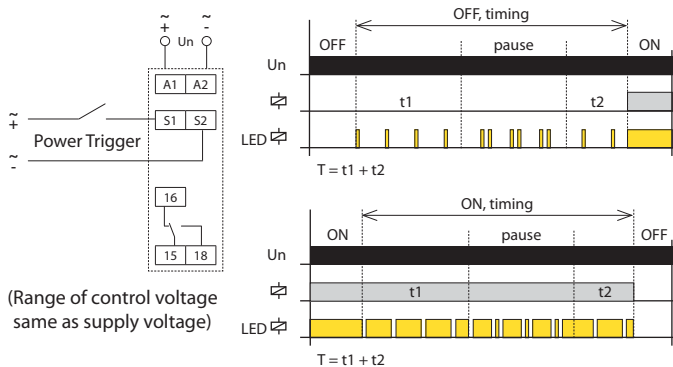 ~
+
Un
~
-
A1 A2
~
+
S1 S2
Power Trigger
~
-
16
15 18
(Range of control voltage
same as supply voltage)
OFF, timing
OFF
pause
ON
Un
t1
t2
LED
T = t1 + t2
ON, timing
ON
pause
OFF
Un
t1
t2
LED
T = t1 + t2